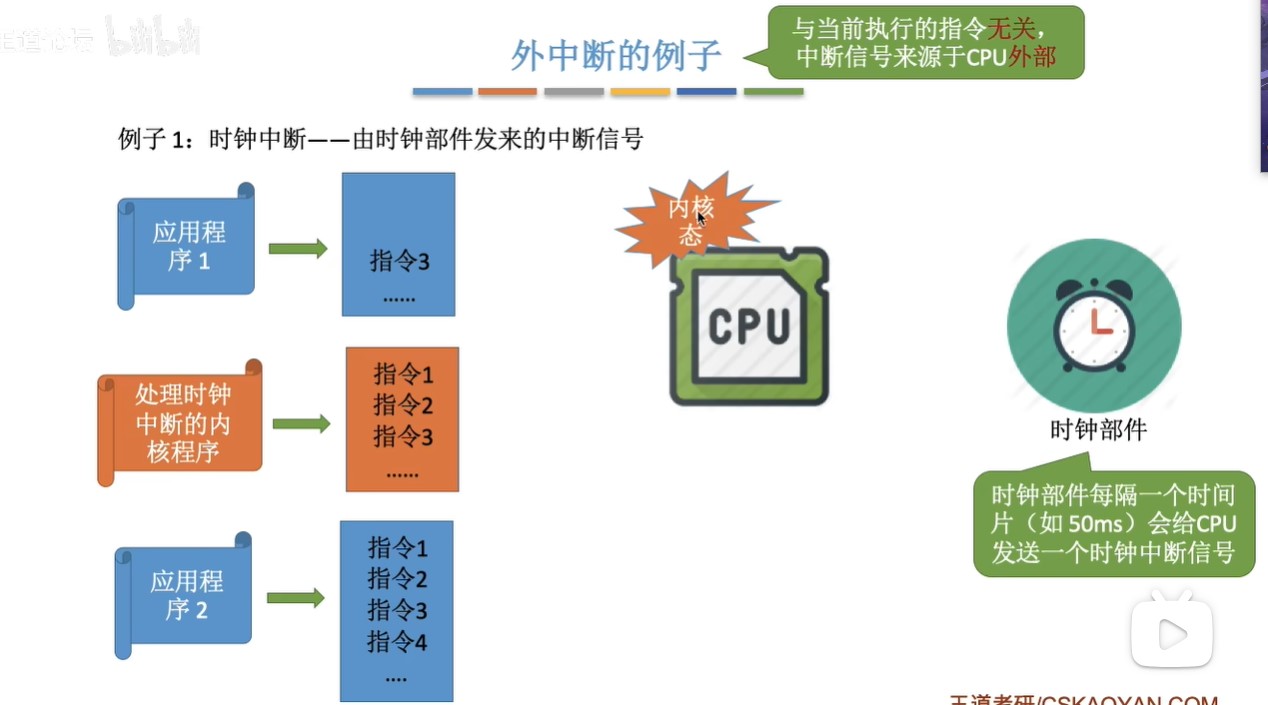 bilibili
外中断的例子
与当前执行的指令无关，
中断信号来源于CPU外部
例子 1：时钟中断——由时钟部件发来的中断信号
应用程
序 1
指令3
......
内核
态
CPU
处理时钟
中断的内
核程序
指令1
指令2
指令3
......
时钟部件
时钟部件每隔一个时间
片（如 50ms）会给CPU
发送一个时钟中断信号
应用程
序 2
指令1
指令2
指令3
指令4
....
王道考研/CSKAOYAN.COM